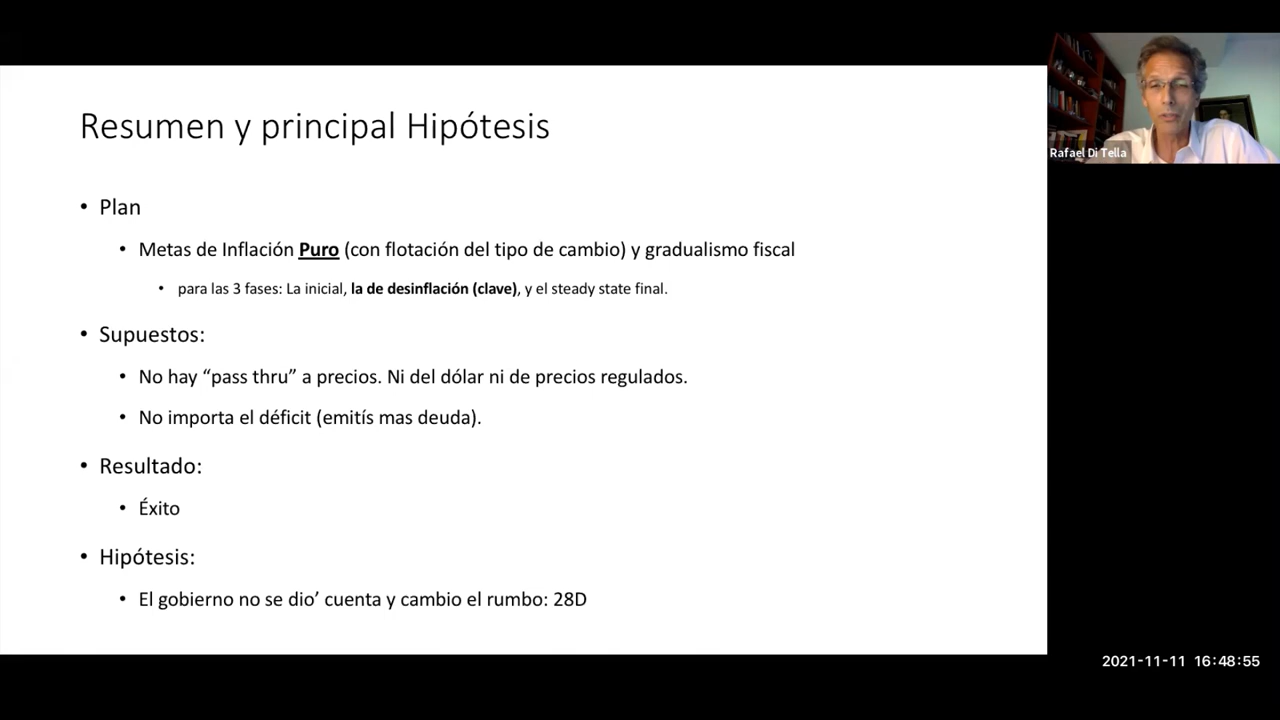 Resumen y principal Hipótesis
Rafael Di Tella
• Plan
• Metas de Inflación Puro (con flotación del tipo de cambio) y gradualismo fiscal
• para las 3 fases: La inicial, la de desinflación (clave), y el steady state final.
• Supuestos:
• No hay “pass thru” a precios. Ni del dólar ni de precios regulados.
• No importa el déficit (emitís mas deuda).
• Resultado:
• Éxito
• Hipótesis:
• El gobierno no se dio’ cuenta y cambio el rumbo: 28D
2021-11-11 16:48:55